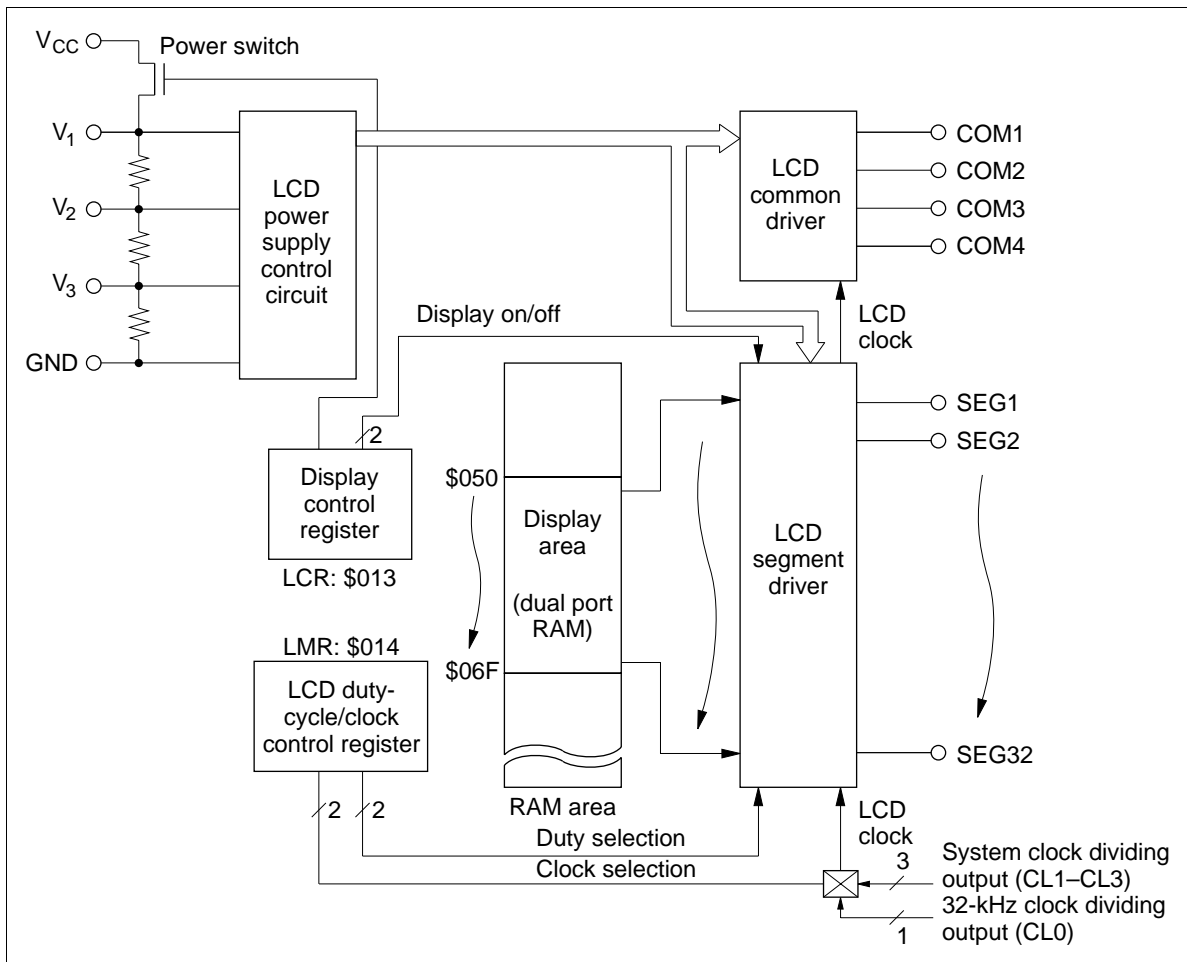 VCC
Power switch
V1
V2
V3
GND
LCD
power
supply
control
circuit
LCD
common
driver
COM1
COM2
COM3
COM4
LCD
clock
Display on/off
2
Display
control
register
LCR: $013
$050
Display
area
(dual port
RAM)
$06F
RAM area
LCD
segment
driver
SEG1
SEG2
SEG32
LMR: $014
LCD duty-
cycle/clock
control register
2
2
Duty selection
Clock selection
LCD
clock
3
System clock dividing
output (CL1–CL3)
1
32-kHz clock dividing
output (CL0)